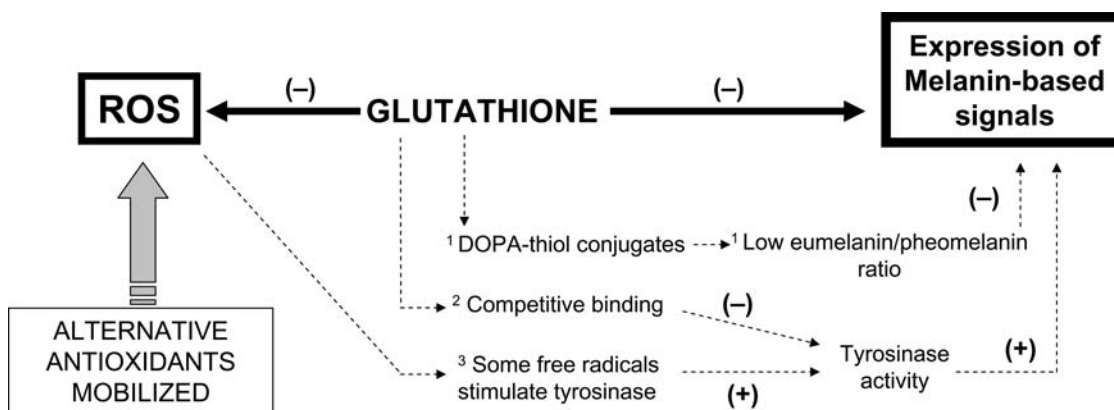 Expression of
Melanin-based
signals
(–)
(–)
ROS
GLUTATHIONE
(–)
1 DOPA-thiol conjugates
1 Low eumelanin/pheomelanin
ratio
2 Competitive binding
(–)
ALTERNATIVE
ANTIOXIDANTS
MOBILIZED
3 Some free radicals
stimulate tyrosinase
(+)
Tyrosinase
activity
(+)